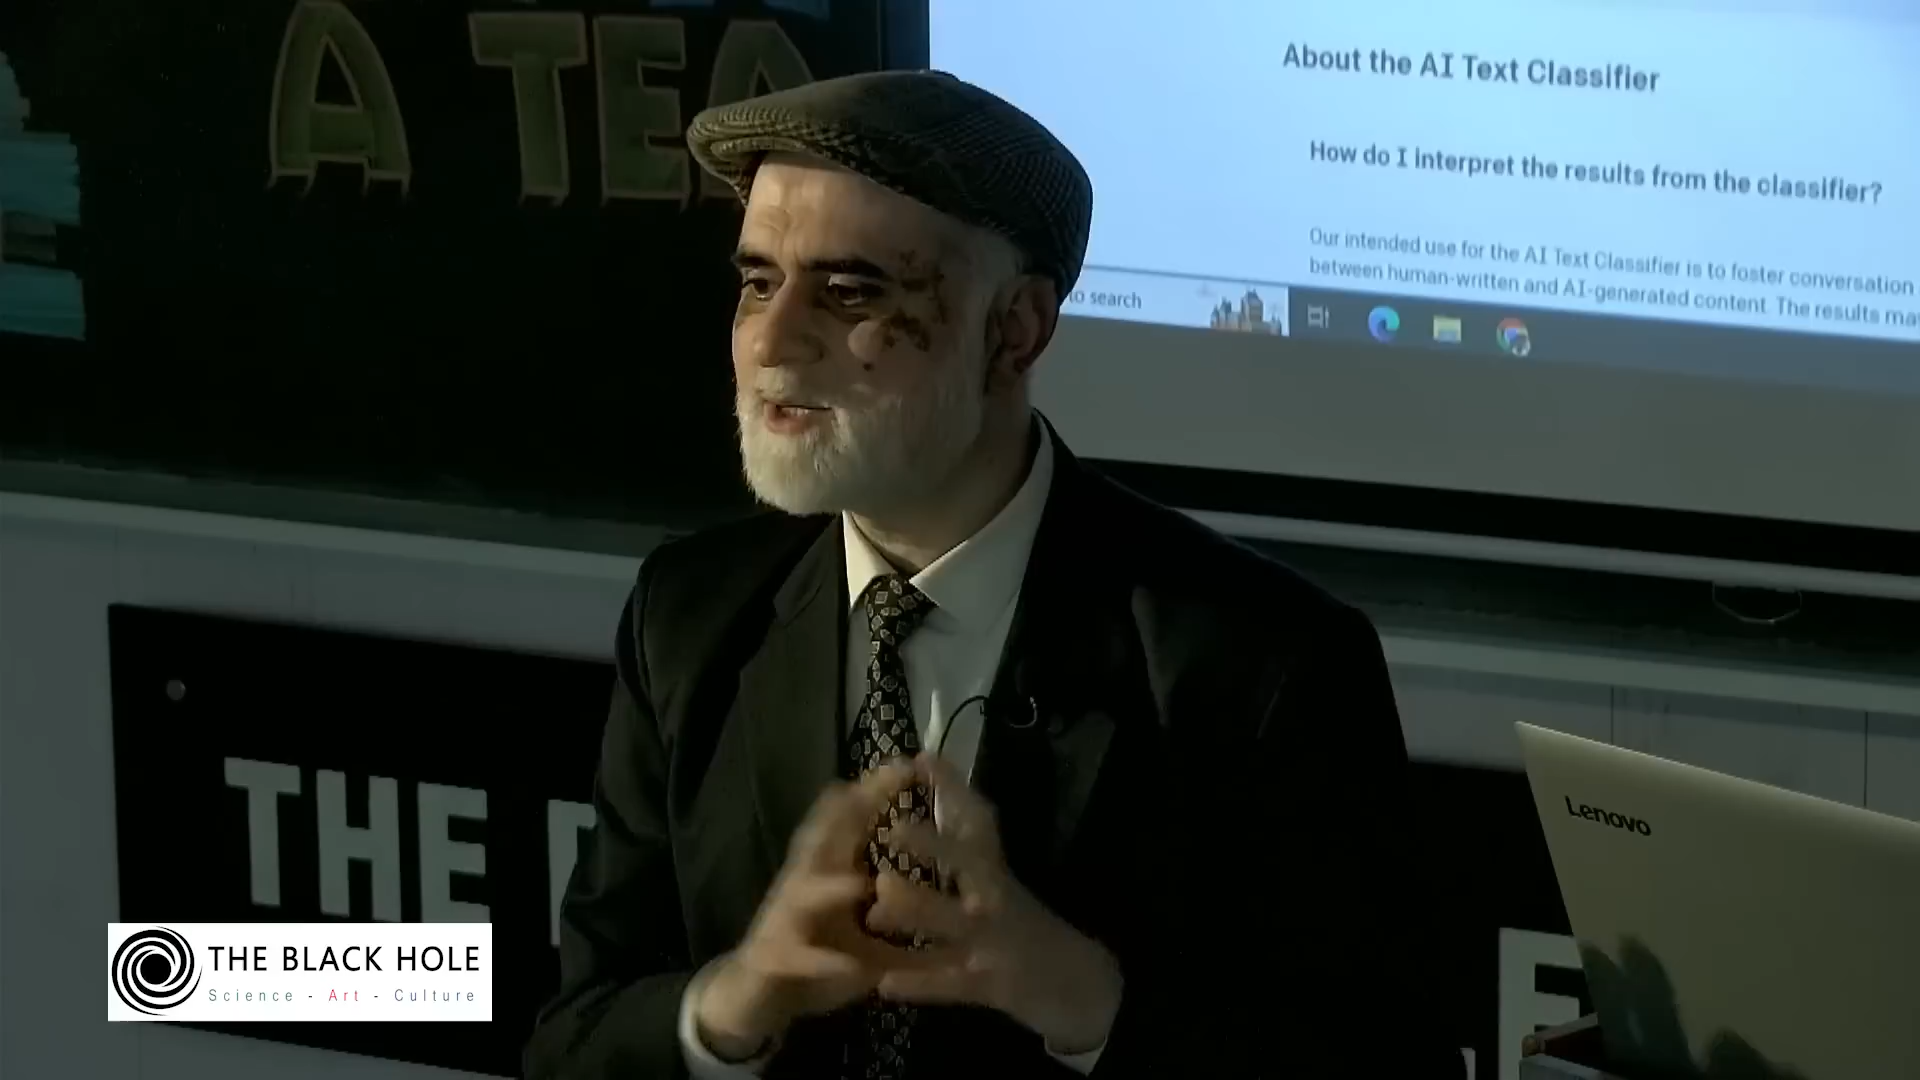 A TEA
About the AI Text Classifier
How do I interpret the results from the classifier?
Our intended use for the AI Text Classifier is to foster conversation
between human-written and AI-generated content. The results may
to search
Lenovo
THE
E
THE BLACK HOLE
Science - Art - Culture